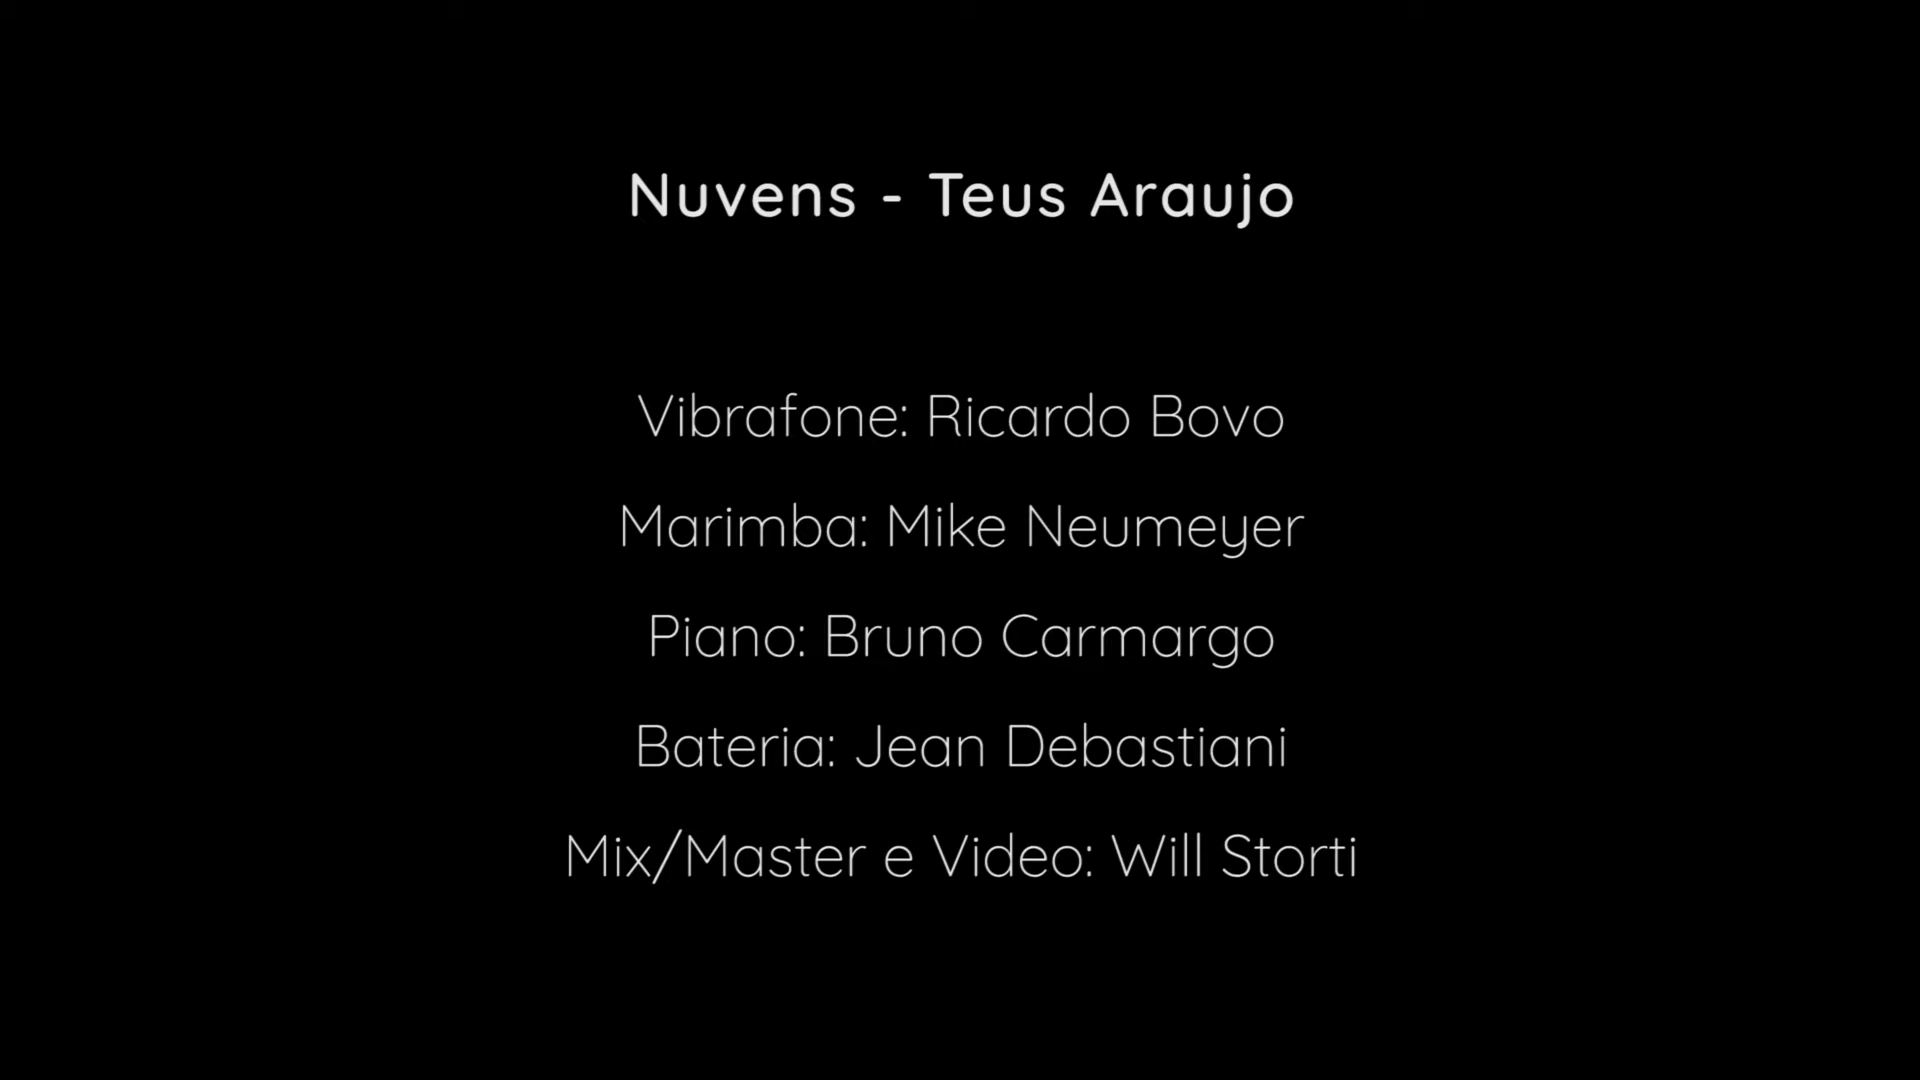 Nuvens - Teus Araujo
Vibrafone: Ricardo Bovo
Marimba: Mike Neumeyer
Piano: Bruno Carmargo
Bateria: Jean Debastiani
Mix/Master e Video: Will Storti